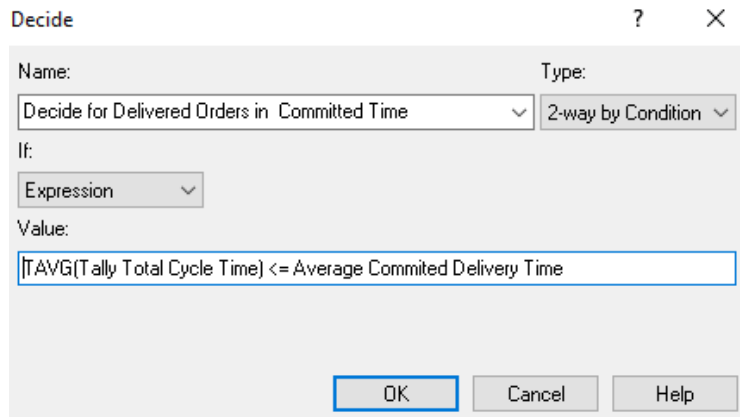 Decide ? ×
Name: Type:
Decide for Delivered Orders in  Committed Time 2-way by Condition
If:
Expression
Value:
TAVG(Tally Total Cycle Time) <= Average Commited Delivery Time
OK Cancel Help